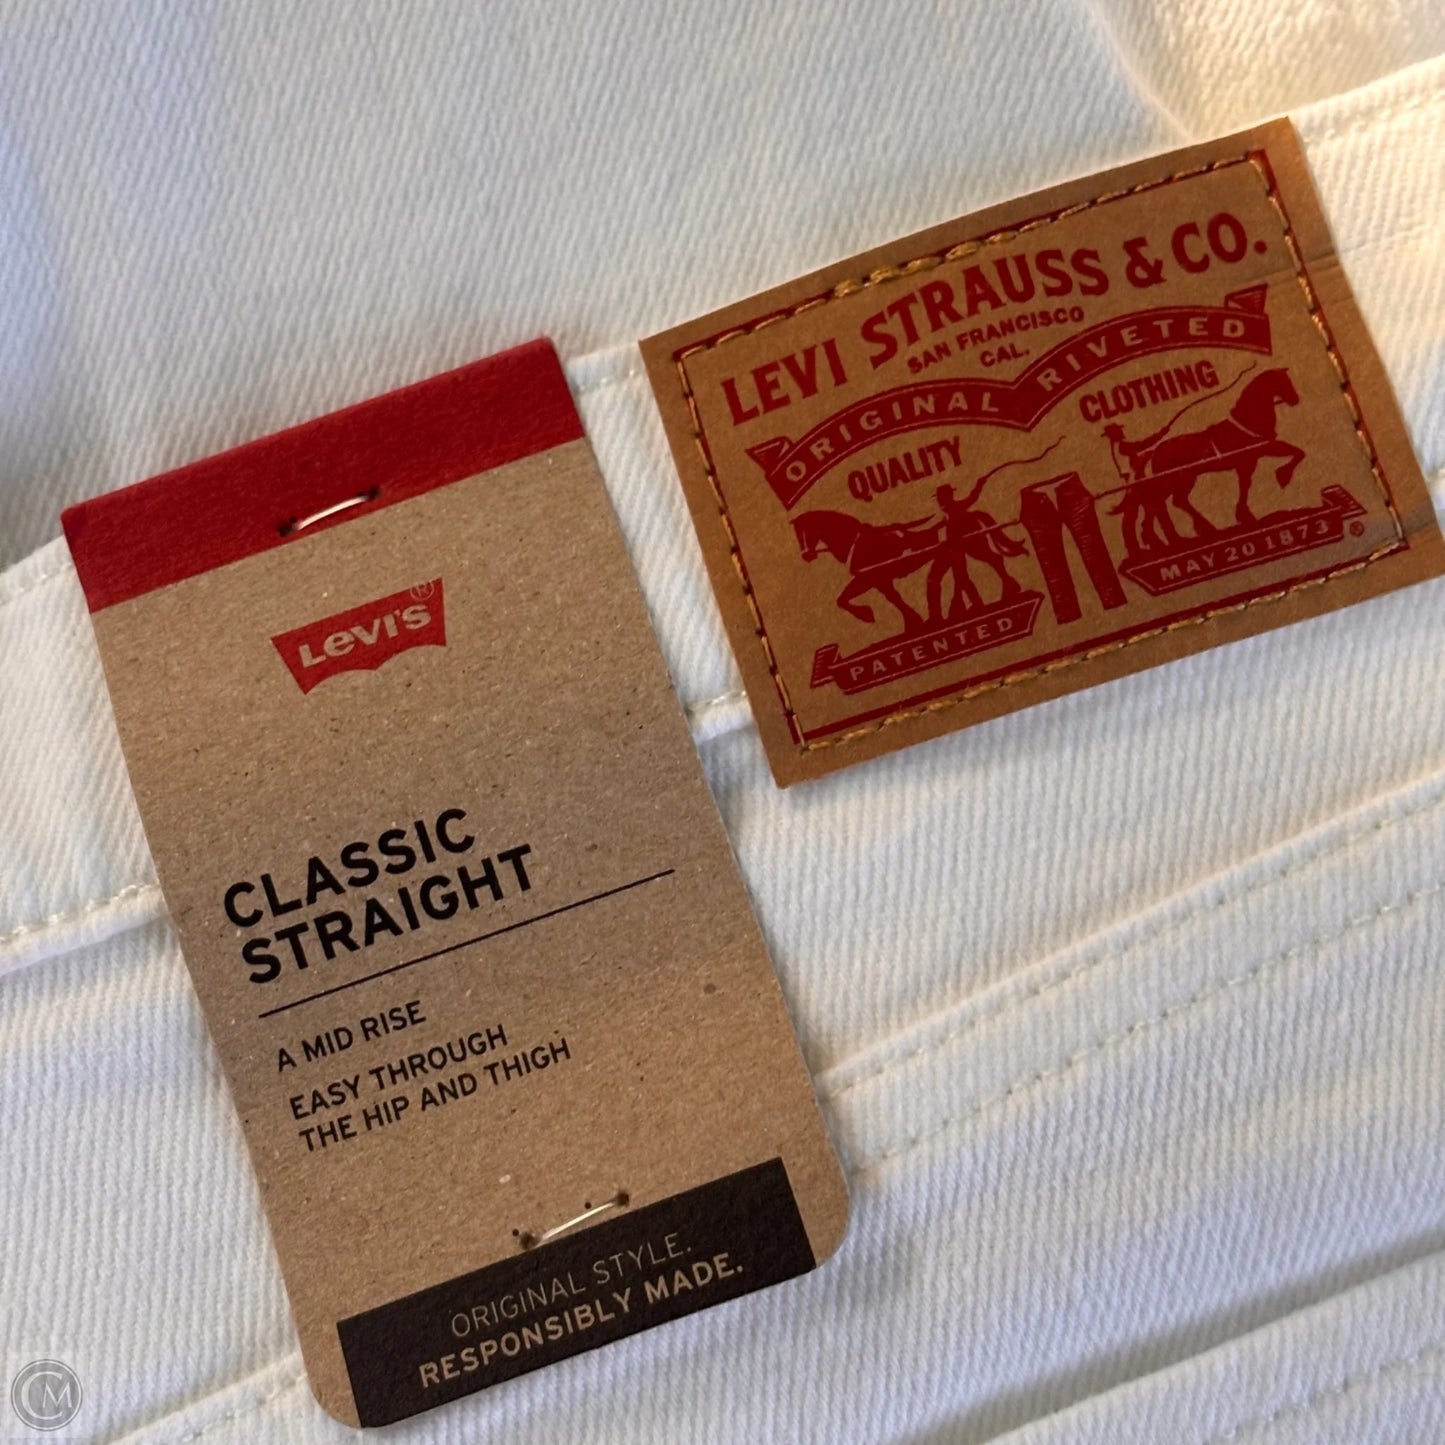 LEVI STRAUSS & CO.
SAN FRANCISCO
CAL.
ORIGINAL RIVETED
QUALITY CLOTHING
PATENTED MAY 20 1873 ®
LEVI'S ®
CLASSIC
STRAIGHT
A MID RISE
EASY THROUGH
THE HIP AND THIGH
ORIGINAL STYLE.
RESPONSIBLY MADE.
CM